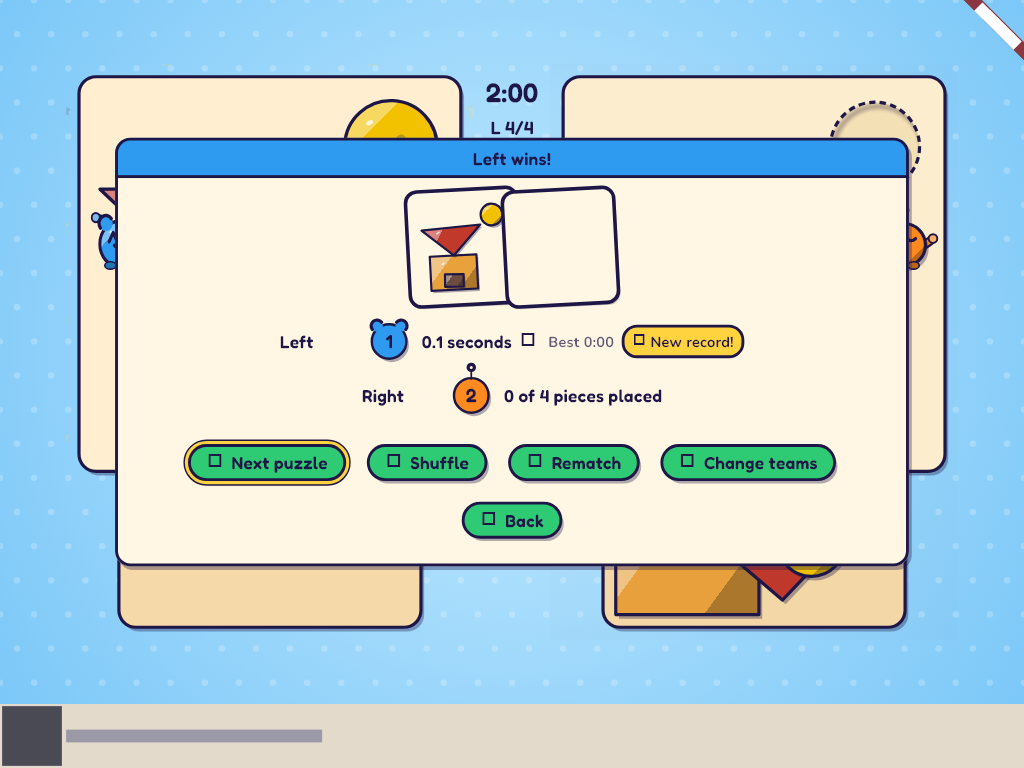 2:00
L 4/4
Left wins!
Left 1 0.1 seconds Best 0:00 New record!
Right 2 0 of 4 pieces placed
Next puzzle Shuffle Rematch Change teams
Back